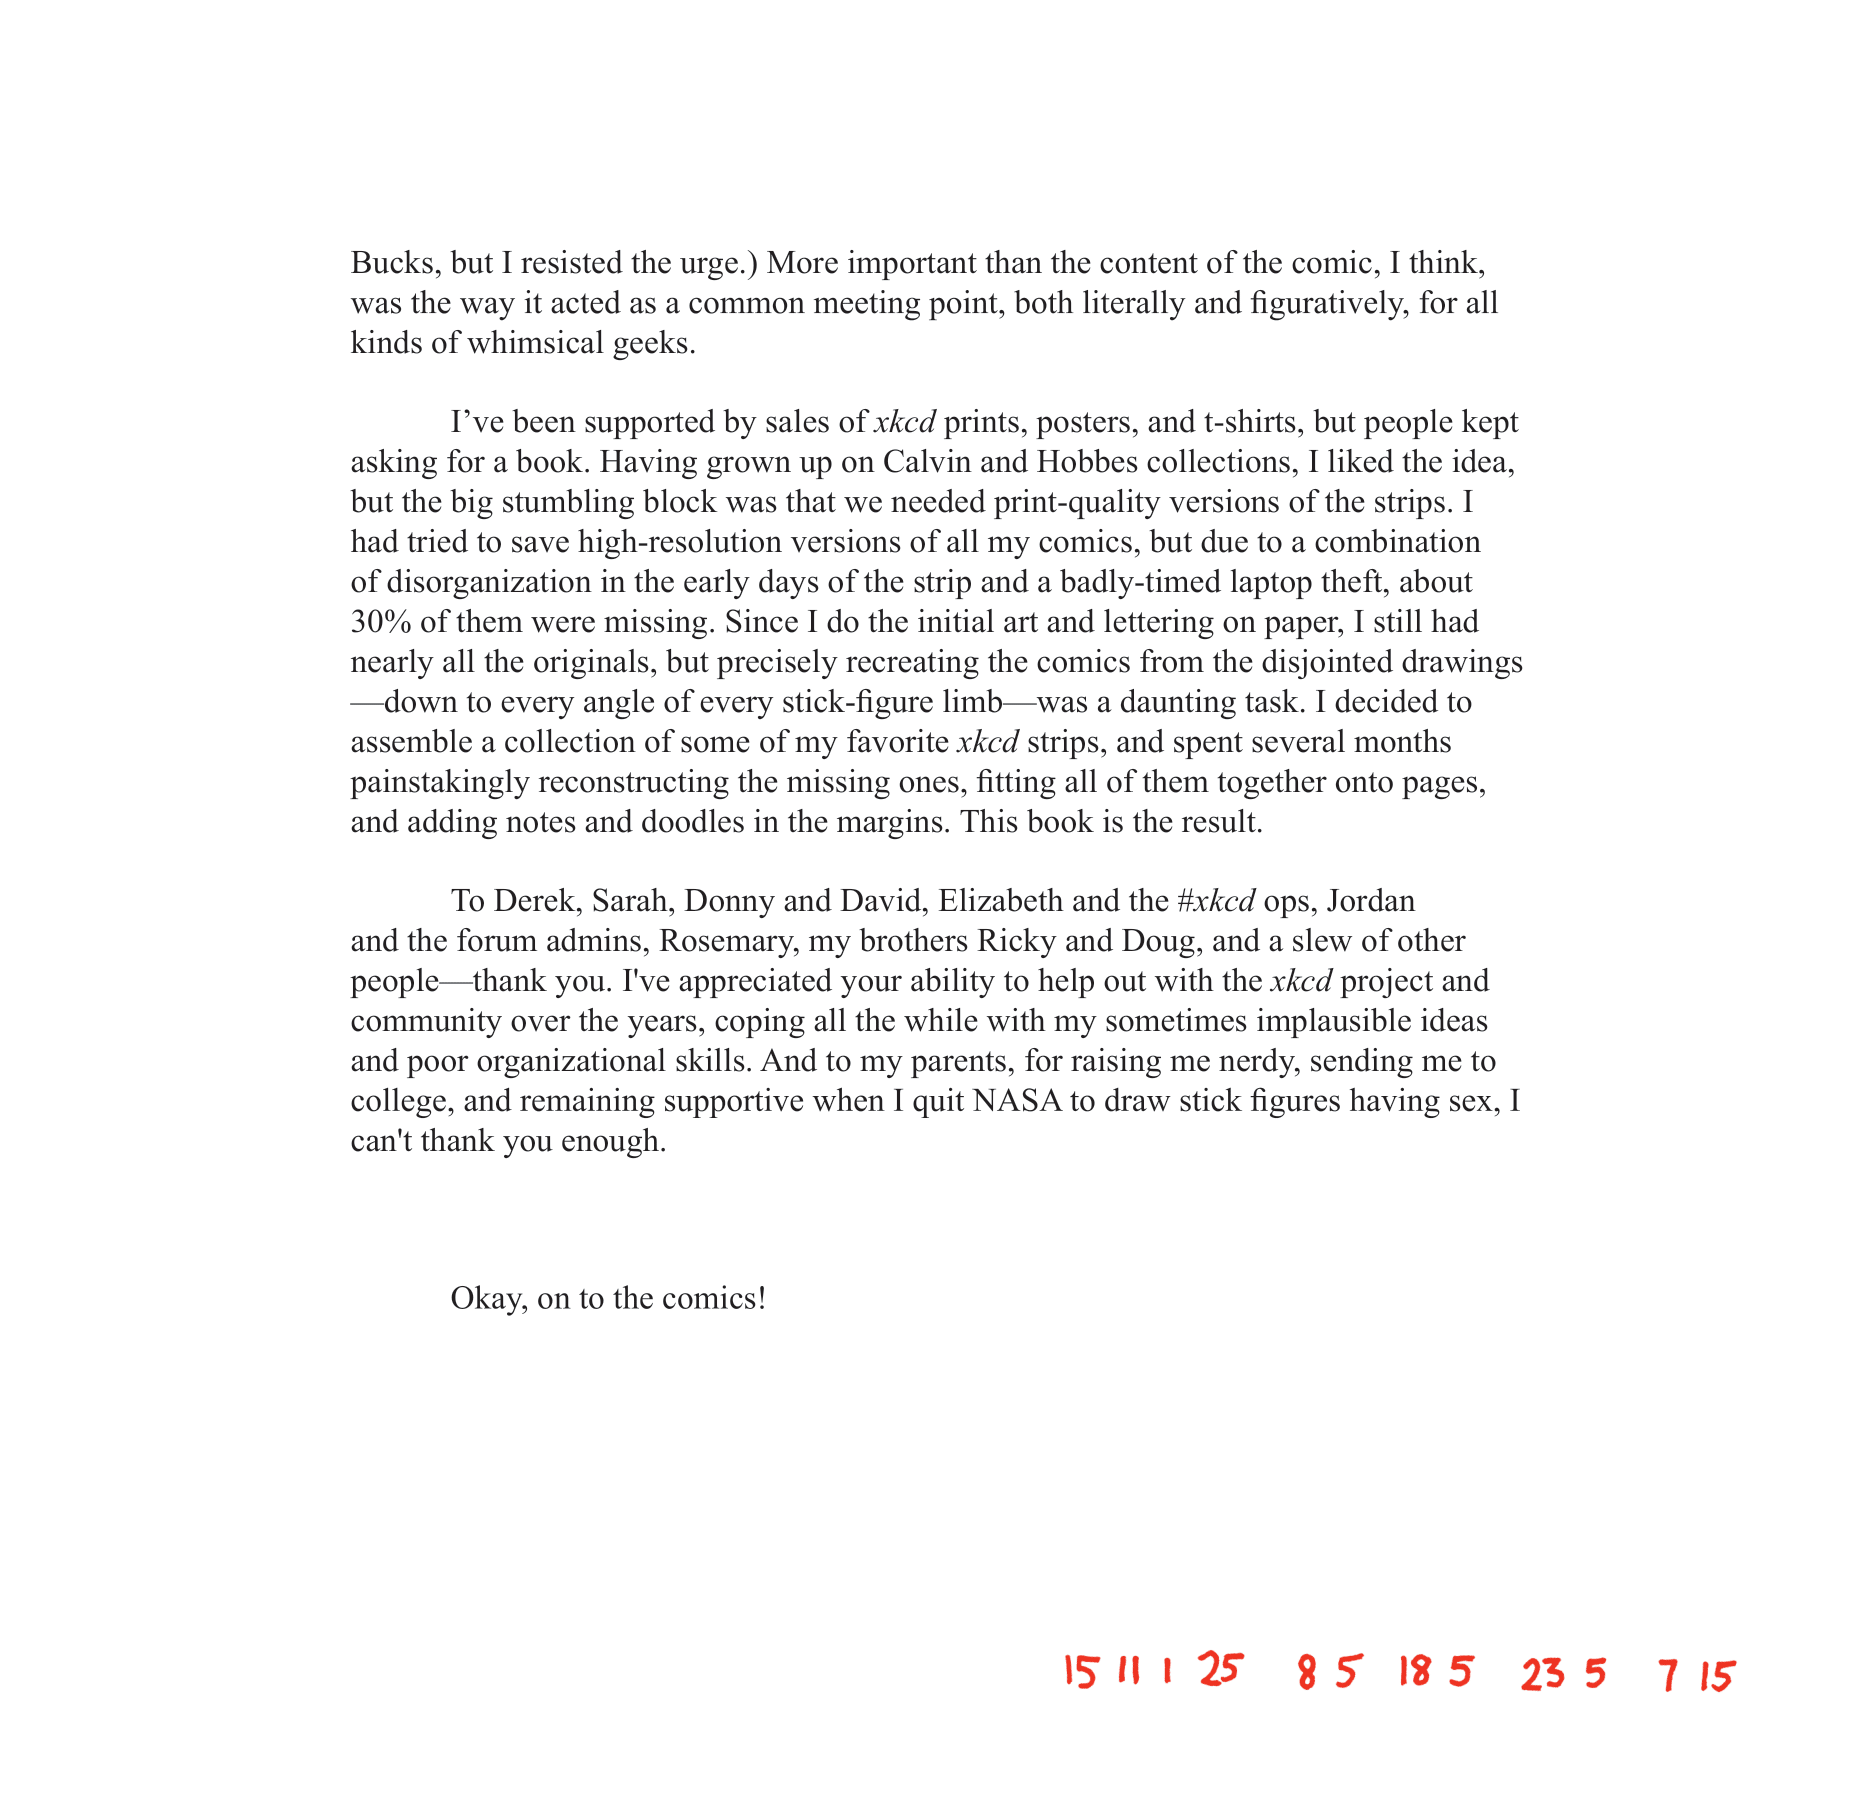 Bucks, but I resisted the urge.) More important than the content of the comic, I think,
was the way it acted as a common meeting point, both literally and figuratively, for all
kinds of whimsical geeks.
I’ve been supported by sales of xkcd prints, posters, and t-shirts, but people kept
asking for a book. Having grown up on Calvin and Hobbes collections, I liked the idea,
but the big stumbling block was that we needed print-quality versions of the strips. I
had tried to save high-resolution versions of all my comics, but due to a combination
of disorganization in the early days of the strip and a badly-timed laptop theft, about
30% of them were missing. Since I do the initial art and lettering on paper, I still had
nearly all the originals, but precisely recreating the comics from the disjointed drawings
—down to every angle of every stick-figure limb—was a daunting task. I decided to
assemble a collection of some of my favorite xkcd strips, and spent several months
painstakingly reconstructing the missing ones, fitting all of them together onto pages,
and adding notes and doodles in the margins. This book is the result.
To Derek, Sarah, Donny and David, Elizabeth and the #xkcd ops, Jordan
and the forum admins, Rosemary, my brothers Ricky and Doug, and a slew of other
people—thank you. I've appreciated your ability to help out with the xkcd project and
community over the years, coping all the while with my sometimes implausible ideas
and poor organizational skills. And to my parents, for raising me nerdy, sending me to
college, and remaining supportive when I quit NASA to draw stick figures having sex, I
can't thank you enough.
Okay, on to the comics!
15 11 1 25 8 5 18 5 23 5 7 15